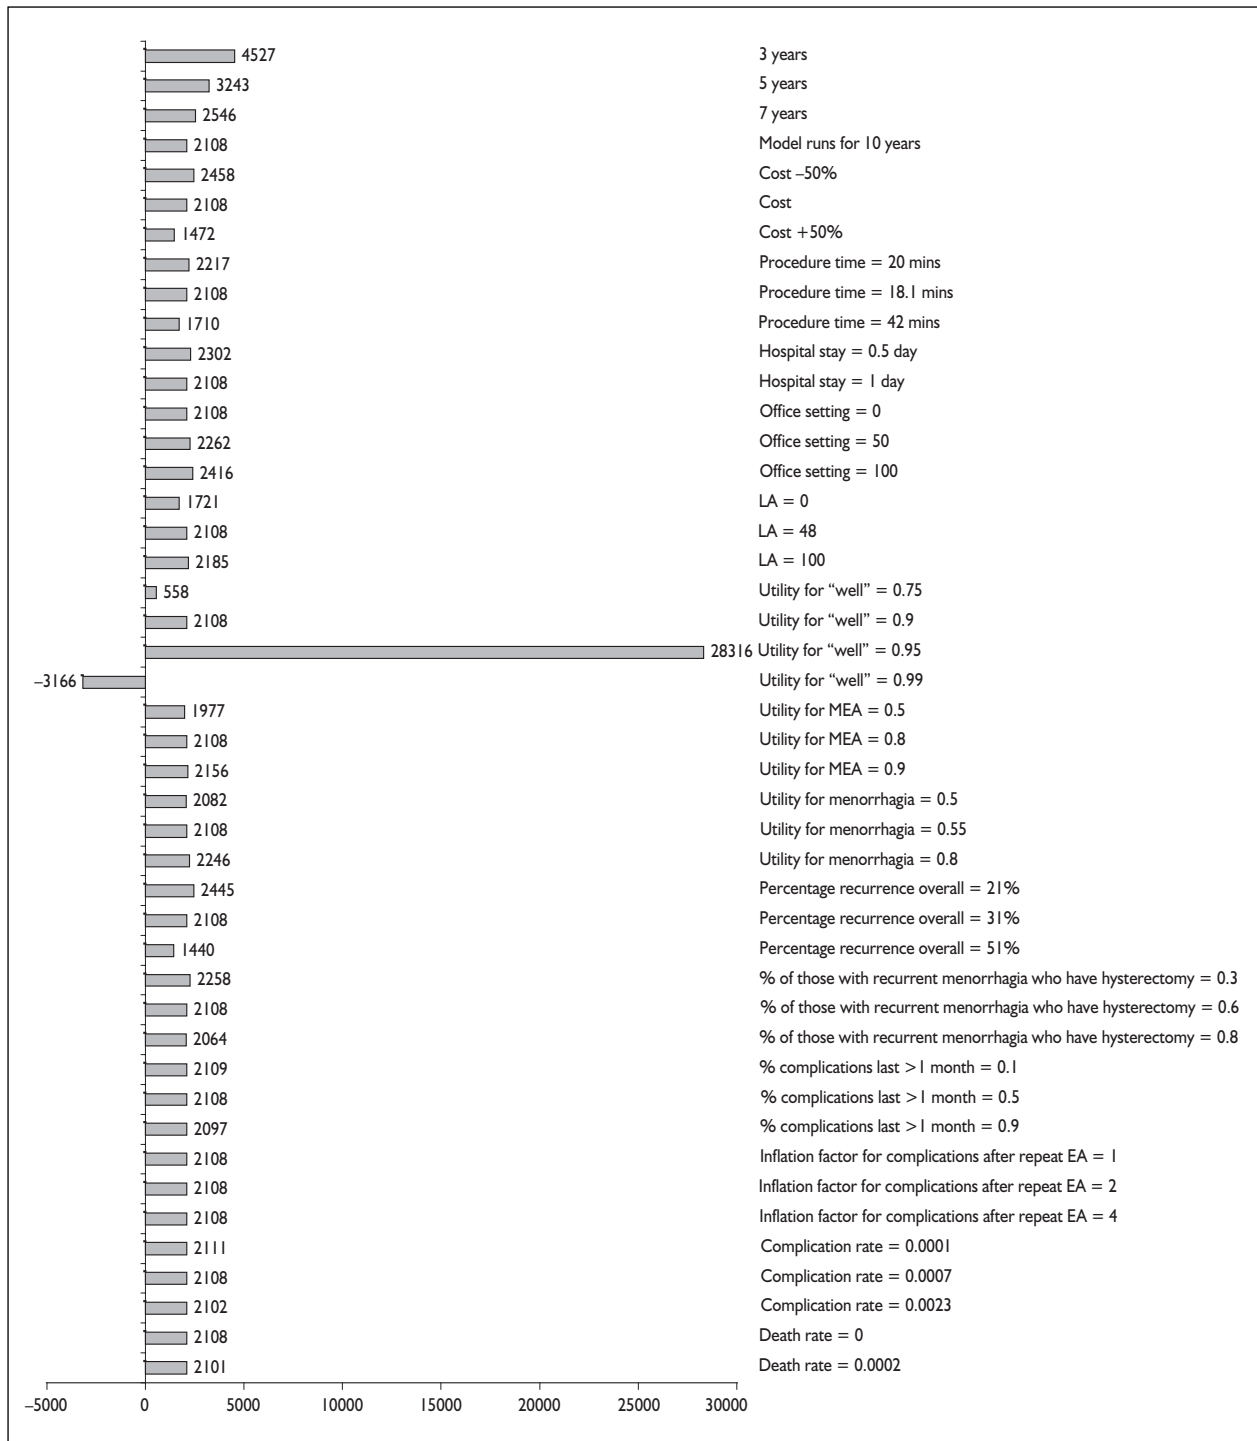 4527 3 years
3243 5 years
2546 7 years
2108 Model runs for 10 years
2458 Cost –50%
2108 Cost
1472 Cost +50%
2217 Procedure time = 20 mins
2108 Procedure time = 18.1 mins
1710 Procedure time = 42 mins
2302 Hospital stay = 0.5 day
2108 Hospital stay = 1 day
2108 Office setting = 0
2262 Office setting = 50
2416 Office setting = 100
1721 LA = 0
2108 LA = 48
2185 LA = 100
558 Utility for “well” = 0.75
2108 Utility for “well” = 0.9
28316 Utility for “well” = 0.95
–3166 Utility for “well” = 0.99
1977 Utility for MEA = 0.5
2108 Utility for MEA = 0.8
2156 Utility for MEA = 0.9
2082 Utility for menorrhagia = 0.5
2108 Utility for menorrhagia = 0.55
2246 Utility for menorrhagia = 0.8
2445 Percentage recurrence overall = 21%
2108 Percentage recurrence overall = 31%
1440 Percentage recurrence overall = 51%
2258 % of those with recurrent menorrhagia who have hysterectomy = 0.3
2108 % of those with recurrent menorrhagia who have hysterectomy = 0.6
2064 % of those with recurrent menorrhagia who have hysterectomy = 0.8
2109 % complications last >1 month = 0.1
2108 % complications last >1 month = 0.5
2097 % complications last >1 month = 0.9
2108 Inflation factor for complications after repeat EA = 1
2108 Inflation factor for complications after repeat EA = 2
2108 Inflation factor for complications after repeat EA = 4
2111 Complication rate = 0.0001
2108 Complication rate = 0.0007
2102 Complication rate = 0.0023
2108 Death rate = 0
2101 Death rate = 0.0002
–5000 0 5000 10000 15000 20000 25000 30000